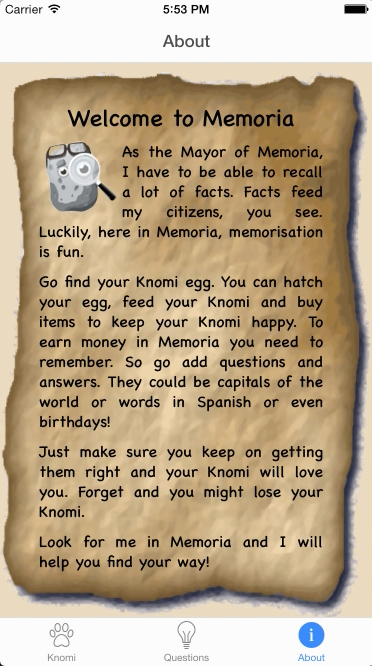 Carrier 5:53 PM
About
Welcome to Memoria
As the Mayor of Memoria,
I have to be able to recall
a lot of facts. Facts feed
my citizens, you see.
Luckily, here in Memoria, memorisation
is fun.
Go find your Knomi egg. You can hatch
your egg, feed your Knomi and buy
items to keep your Knomi happy. To
earn money in Memoria you need to
remember. So go add questions and
answers. They could be capitals of the
world or words in Spanish or even
birthdays!
Just make sure you keep on getting
them right and your Knomi will love
you. Forget and you might lose your
Knomi.
Look for me in Memoria and I will
help you find your way!
Knomi Questions About